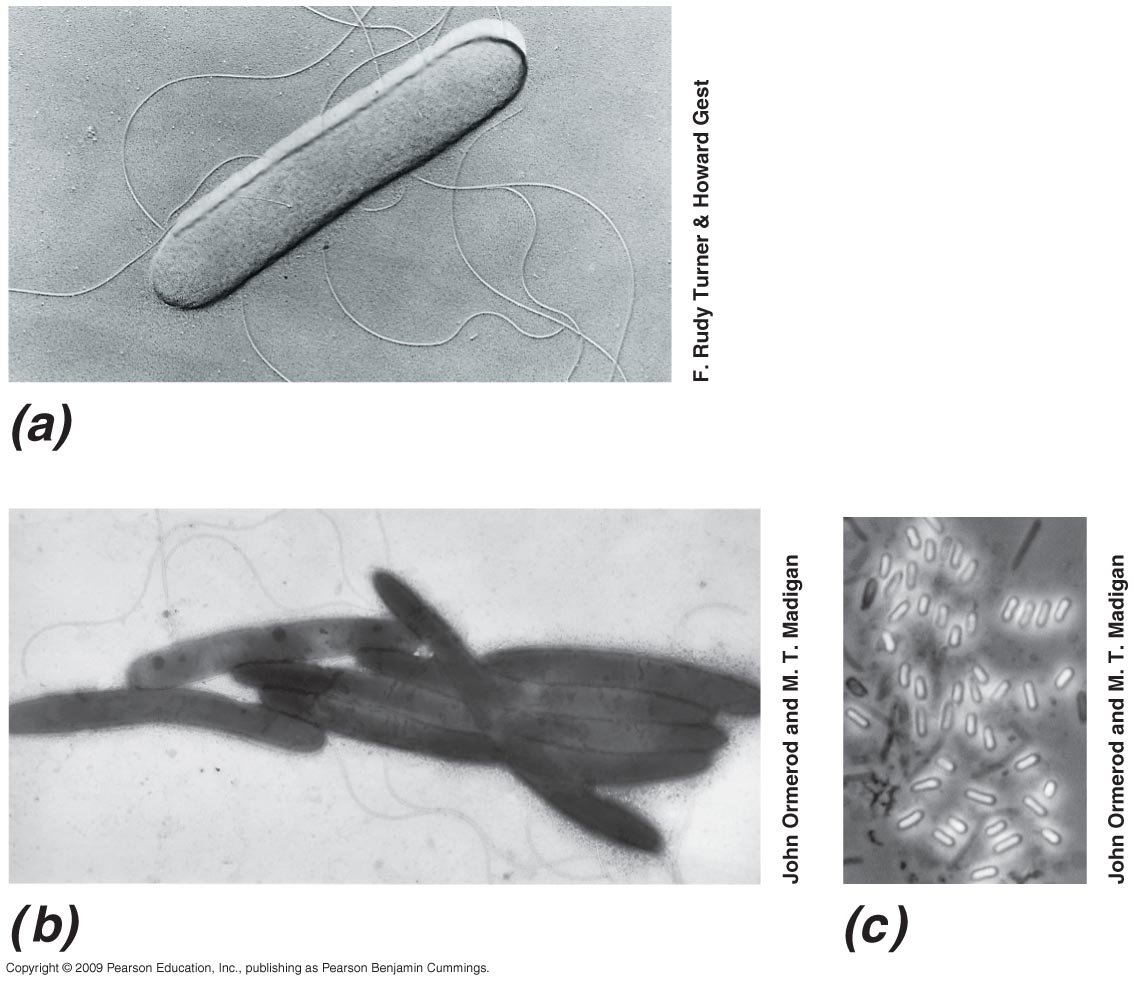 F. Rudy Turner & Howard Gest
(a)
John Ormerod and M. T. Madigan
(b)
John Ormerod and M. T. Madigan
(c)
Copyright © 2009 Pearson Education, Inc., publishing as Pearson Benjamin Cummings.